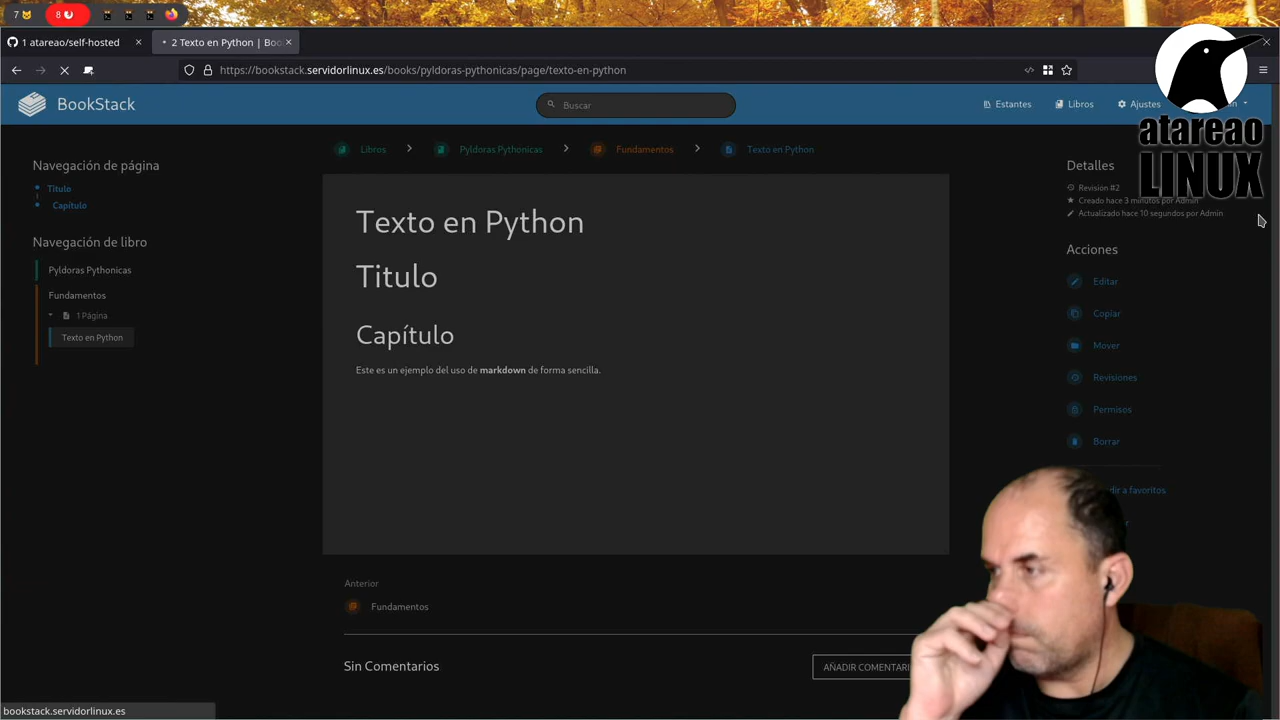 7
8
1 atareao/self-hosted
2 Texto en Python | Boo
https://bookstack.servidorlinux.es/books/pyldoras-pythonicas/page/texto-en-python
BookStack
Buscar
Estantes
Libros
Ajustes
atareao
LINUX
Libros
Pyldoras Pythonicas
Fundamentos
Texto en Python
Navegación de página
Titulo
Capítulo
Navegación de libro
Pyldoras Pythonicas
Fundamentos
1 Página
Texto en Python
Texto en Python
Titulo
Capítulo
Este es un ejemplo del uso de markdown de forma sencilla.
Detalles
Revisión #2
Creado hace 3 minutos por Admin
Actualizado hace 10 segundos por Admin
Acciones
Editar
Copiar
Mover
Revisiones
Permisos
Borrar
dir a favoritos
Anterior
Fundamentos
Sin Comentarios
AÑADIR COMENTARI
bookstack.servidorlinux.es